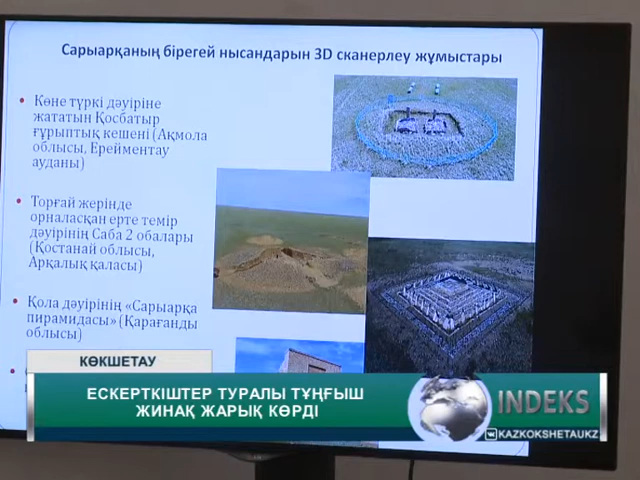 Сарыарқаның бірегей нысандарын 3D сканерлеу жұмыстары
• Көне түркі дәуіріне
жататын Қосбатыр
ғұрыптық кешені (Ақмола
облысы, Ерейментау
ауданы)
• Торғай жерінде
орналасқан ерте темір
дәуірінің Саба 2 обалары
(Қостанай облысы,
Арқалық қаласы)
• Қола дәуірінің «Сарыарқа
пирамидасы» (Қарағанды
облысы)
КӨКШЕТАУ
ЕСКЕРТКІШТЕР ТУРАЛЫ ТҰҢҒЫШ
ЖИНАҚ ЖАРЫҚ КӨРДІ
INDEKS
KAZKOKSHETAUKZ